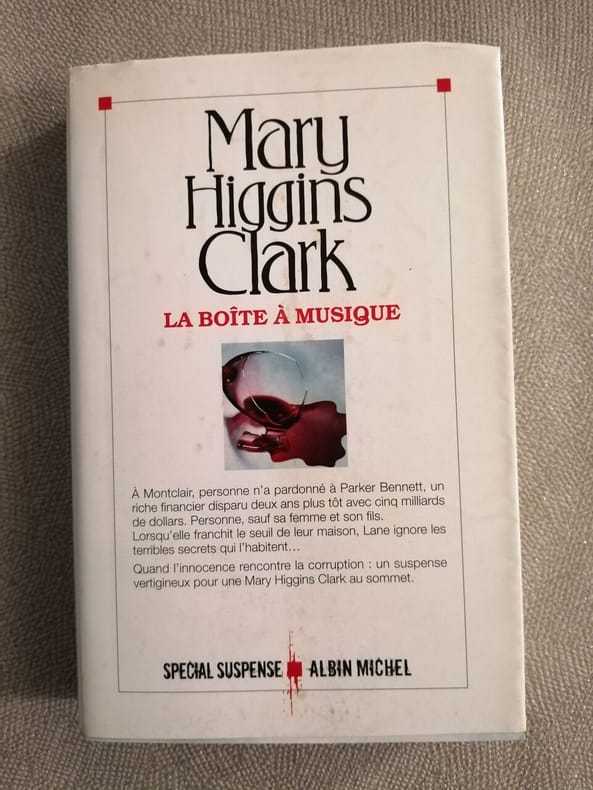 Mary
Higgins
Clark
LA BOÎTE À MUSIQUE
À Montclair, personne n'a pardonné à Parker Bennett, un
riche financier disparu deux ans plus tôt avec cinq milliards
de dollars. Personne, sauf sa femme et son fils.
Lorsqu'elle franchit le seuil de leur maison, Lane ignore les
terribles secrets qui l'habitent...
Quand l'innocence rencontre la corruption : un suspense
vertigineux pour une Mary Higgins Clark au sommet.
SPECIAL SUSPENSE ALBIN MICHEL